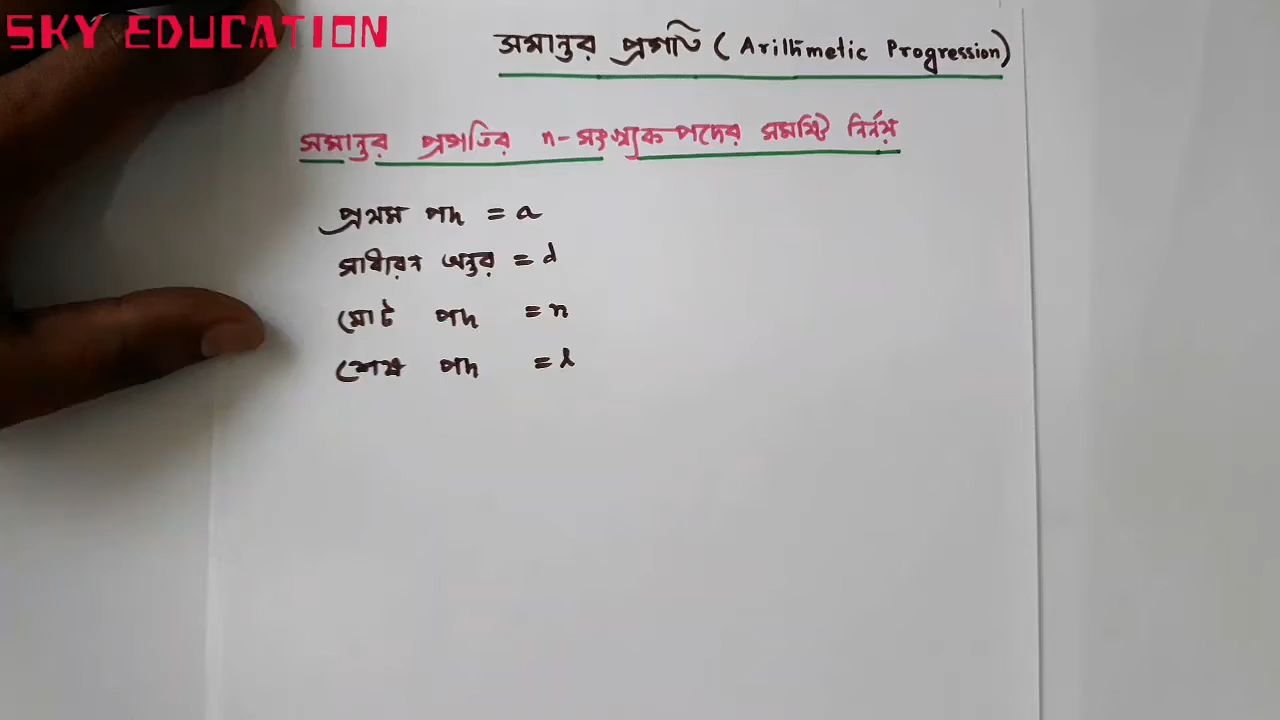 SKY EDUCATION
সমান্তর প্রগতি (Arithmetic Progression)
সমান্তর প্রগতির n-সংখ্যক পদের সমষ্টি নির্ণয়
প্রথম পদ = a
সাধারণ অন্তর = d
মোট পদ = n
শেষ পদ = l